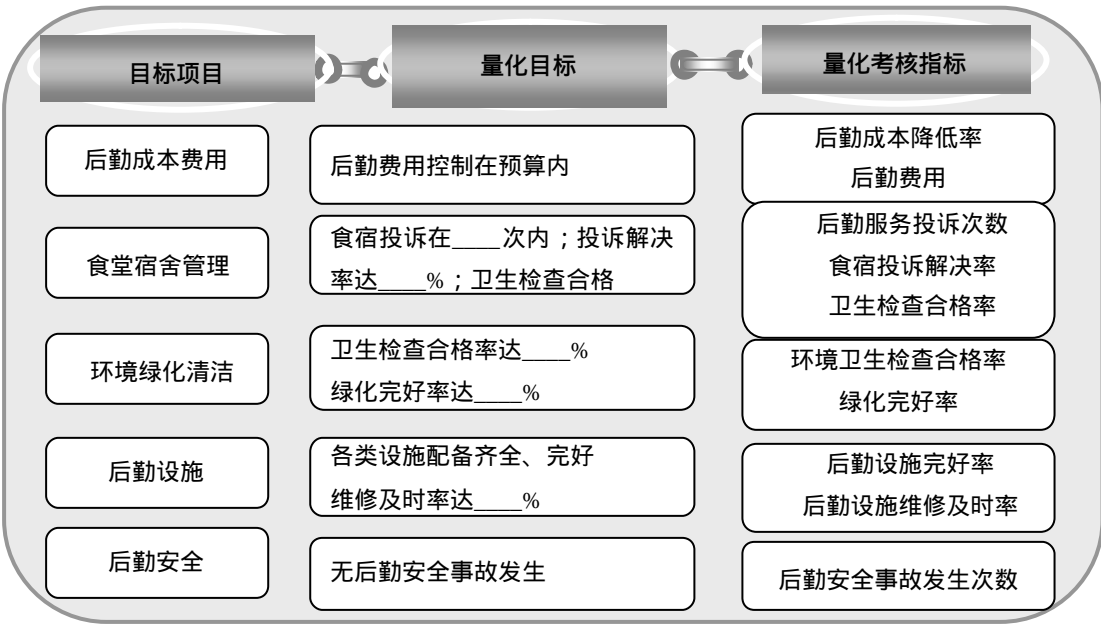 目标项目
量化目标
量化考核指标
后勤成本费用
后勤费用控制在预算内
后勤成本降低率
后勤费用
食堂宿舍管理
食宿投诉在____次内；投诉解决
率达____%；卫生检查合格
后勤服务投诉次数
食宿投诉解决率
卫生检查合格率
环境绿化清洁
卫生检查合格率达____%
绿化完好率达____%
环境卫生检查合格率
绿化完好率
后勤设施
各类设施配备齐全、完好
维修及时率达____%
后勤设施完好率
后勤设施维修及时率
后勤安全
无后勤安全事故发生
后勤安全事故发生次数